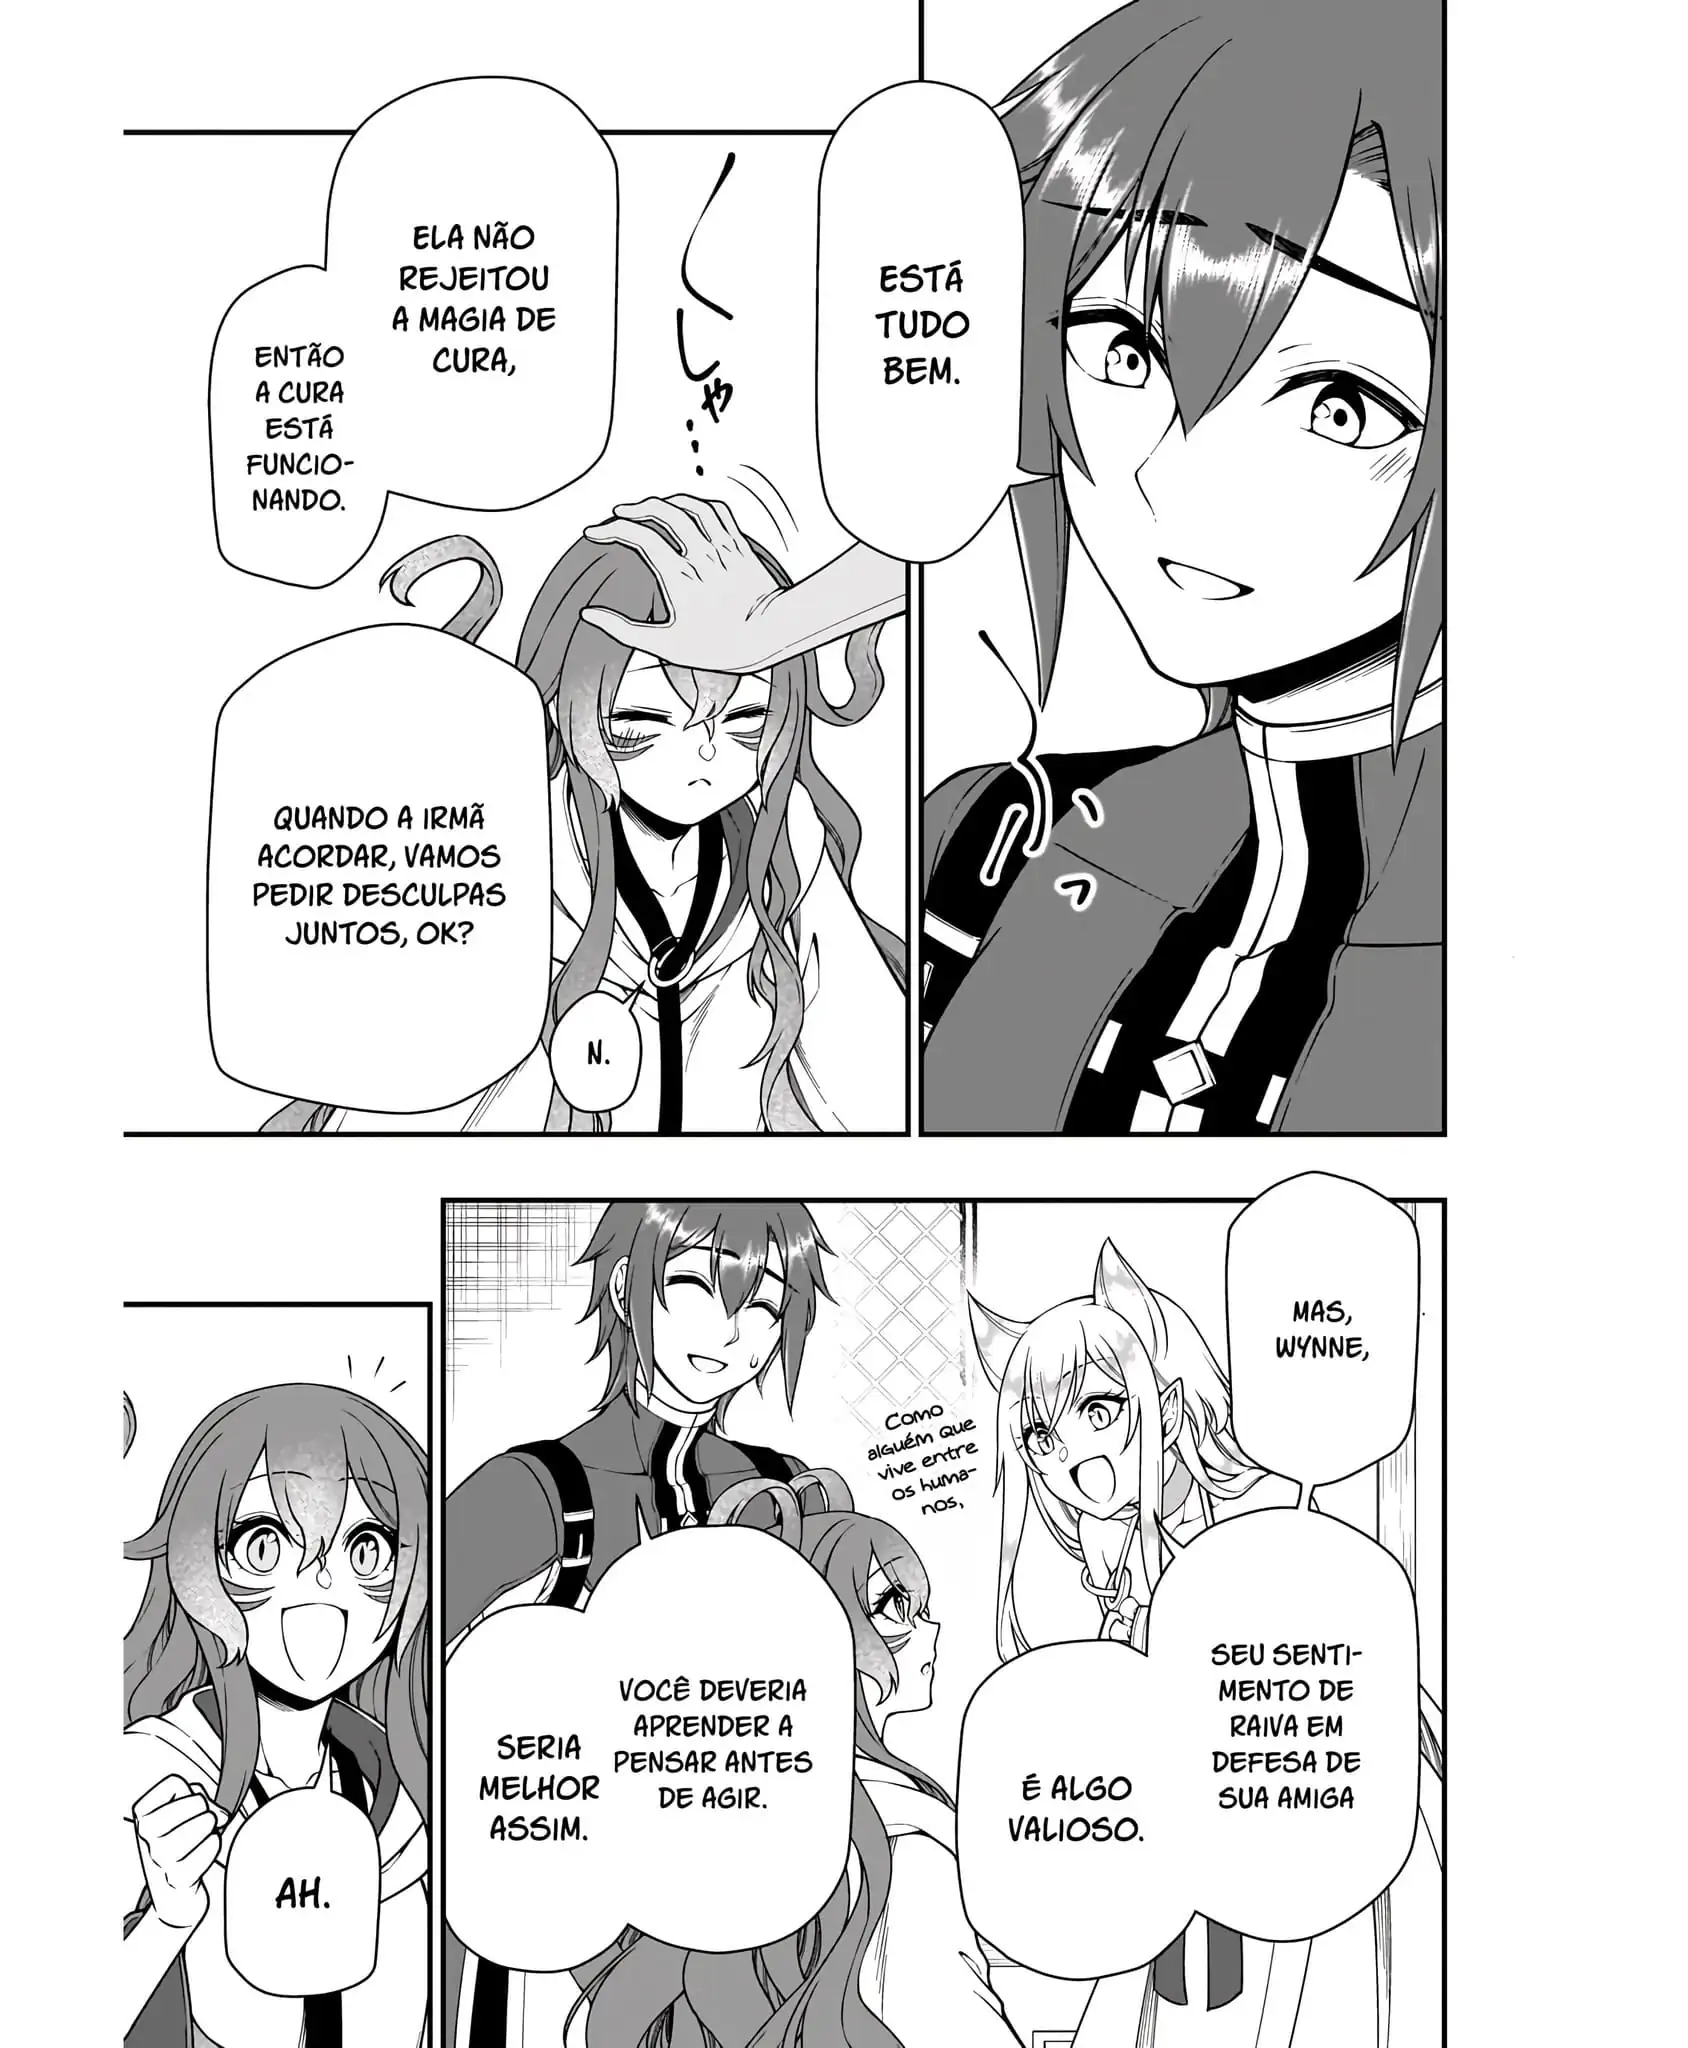 ESTÁ
TUDO
BEM.
ELA NÃO
REJEITOU
A MAGIA DE
CURA,
ENTÃO
A CURA
ESTÁ
FUNCIO-
NANDO.
QUANDO A IRMÃ
ACORDAR, VAMOS
PEDIR DESCULPAS
JUNTOS, OK?
N.
MAS,
WYNNE,
SEU SENTI-
MENTO DE
RAIVA EM
DEFESA DE
SUA AMIGA
É ALGO
VALIOSO.
Como
alguém que
vive entre
os huma-
nos,
VOCÊ DEVERIA
APRENDER A
PENSAR ANTES
DE AGIR.
SERIA
MELHOR
ASSIM.
AH.